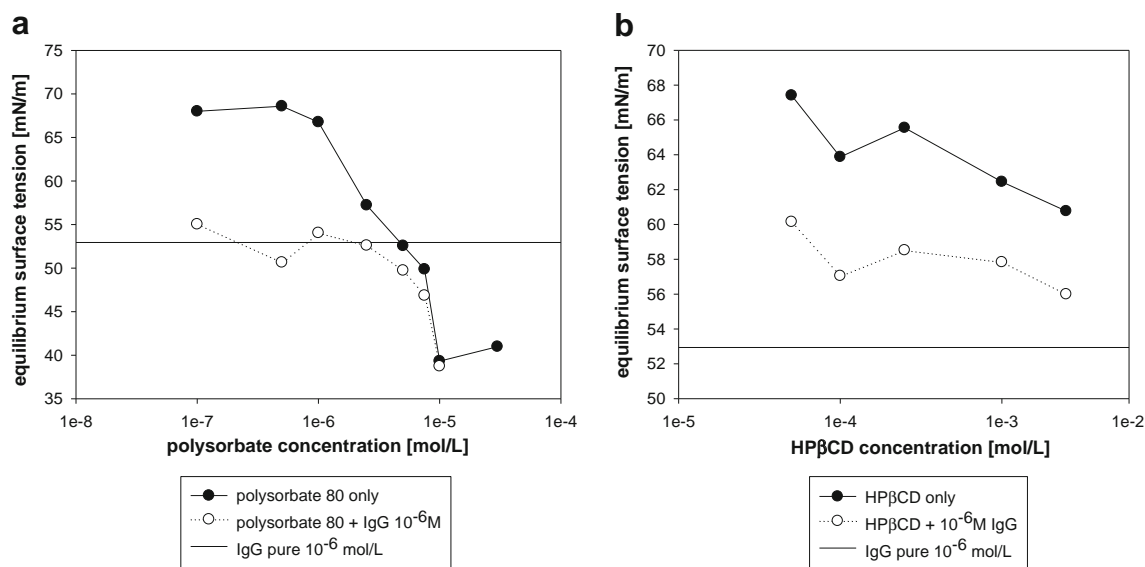 a
equilibrium surface tension [mN/m]
75
70
65
60
55
50
45
40
35
1e-8 1e-7 1e-6 1e-5 1e-4
polysorbate concentration [mol/L]
polysorbate 80 only
polysorbate 80 + IgG 10⁻⁶M
IgG pure 10⁻⁶ mol/L
b
equilibrium surface tension [mN/m]
70
68
66
64
62
60
58
56
54
52
50
1e-5 1e-4 1e-3 1e-2
HPβCD concentration [mol/L]
HPβCD only
HPβCD + 10⁻⁶M IgG
IgG pure 10⁻⁶ mol/L